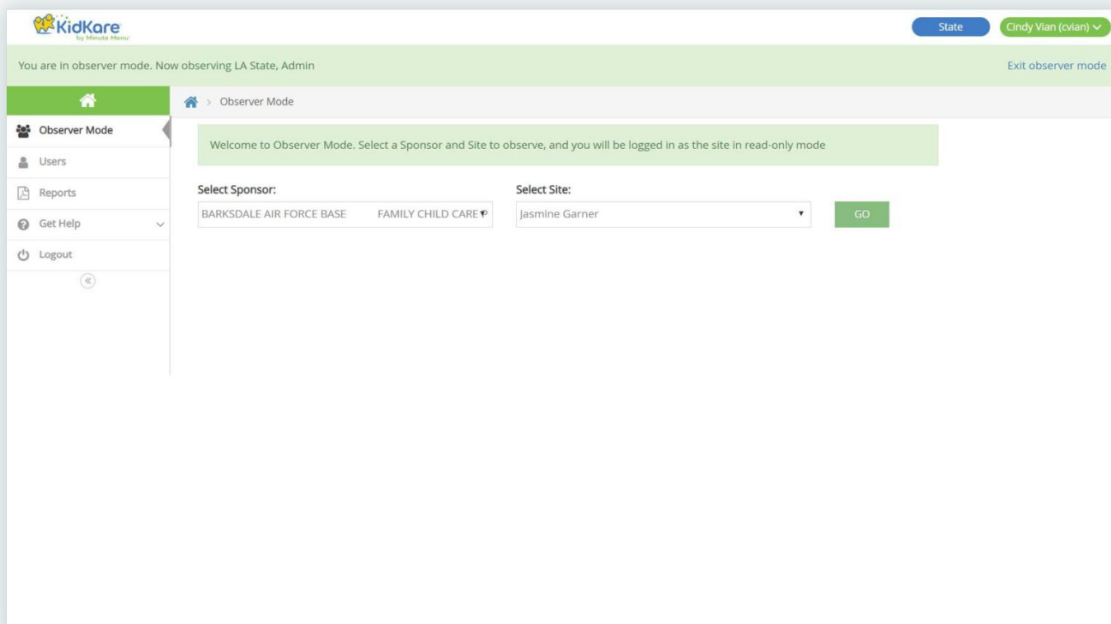 KidKare
by Minute Menu
State
Cindy Vian (cvian)
You are in observer mode. Now observing LA State, Admin
Exit observer mode
Observer Mode
Observer Mode
Welcome to Observer Mode. Select a Sponsor and Site to observe, and you will be logged in as the site in read-only mode
Users
Reports
Select Sponsor:
Select Site:
BARKSDALE AIR FORCE BASE FAMILY CHILD CARE
Jasmine Garner
GO
Get Help
Logout